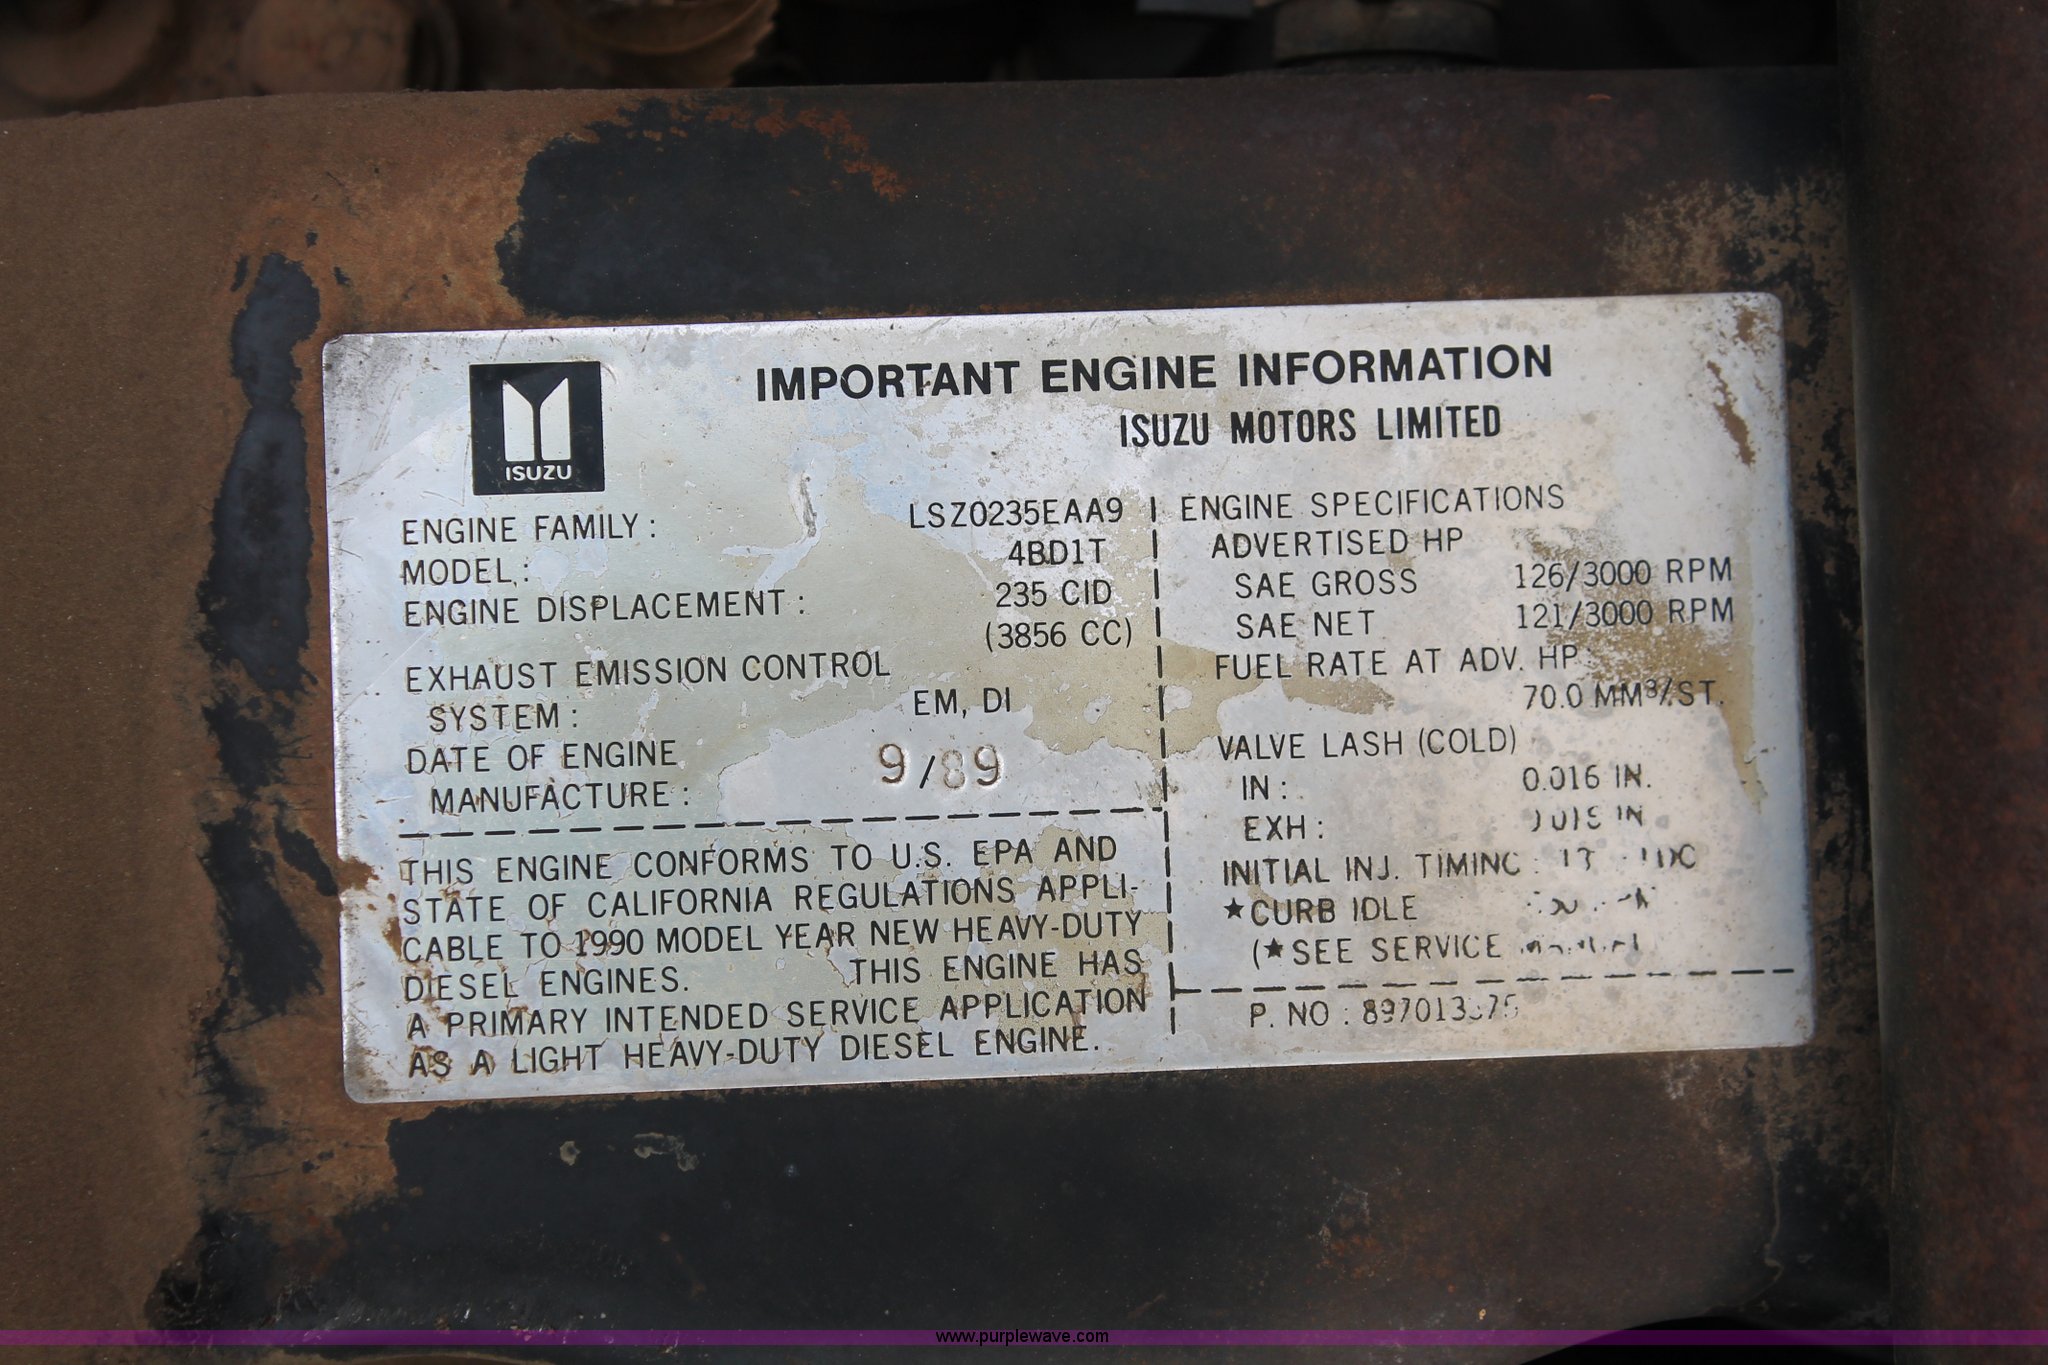 ISUZU
IMPORTANT ENGINE INFORMATION
ISUZU MOTORS LIMITED
ENGINE FAMILY : LSZ0235EAA9
MODEL : 4BD1T
ENGINE DISPLACEMENT : 235 CID
(3856 CC)
EXHAUST EMISSION CONTROL
SYSTEM : EM, DI
DATE OF ENGINE
MANUFACTURE : 9/89
THIS ENGINE CONFORMS TO U.S. EPA AND
STATE OF CALIFORNIA REGULATIONS APPLI-
CABLE TO 1990 MODEL YEAR NEW HEAVY-DUTY
DIESEL ENGINES. THIS ENGINE HAS
A PRIMARY INTENDED SERVICE APPLICATION
AS A LIGHT HEAVY-DUTY DIESEL ENGINE.
ENGINE SPECIFICATIONS
ADVERTISED HP
SAE GROSS 126/3000 RPM
SAE NET 121/3000 RPM
FUEL RATE AT ADV. HP :
70.0 MM³/ST.
VALVE LASH (COLD)
IN : 0.016 IN.
EXH : IN
INITIAL INJ. TIMING :
★CURB IDLE
(★SEE SERVICE
P. NO :
www.purplewave.com